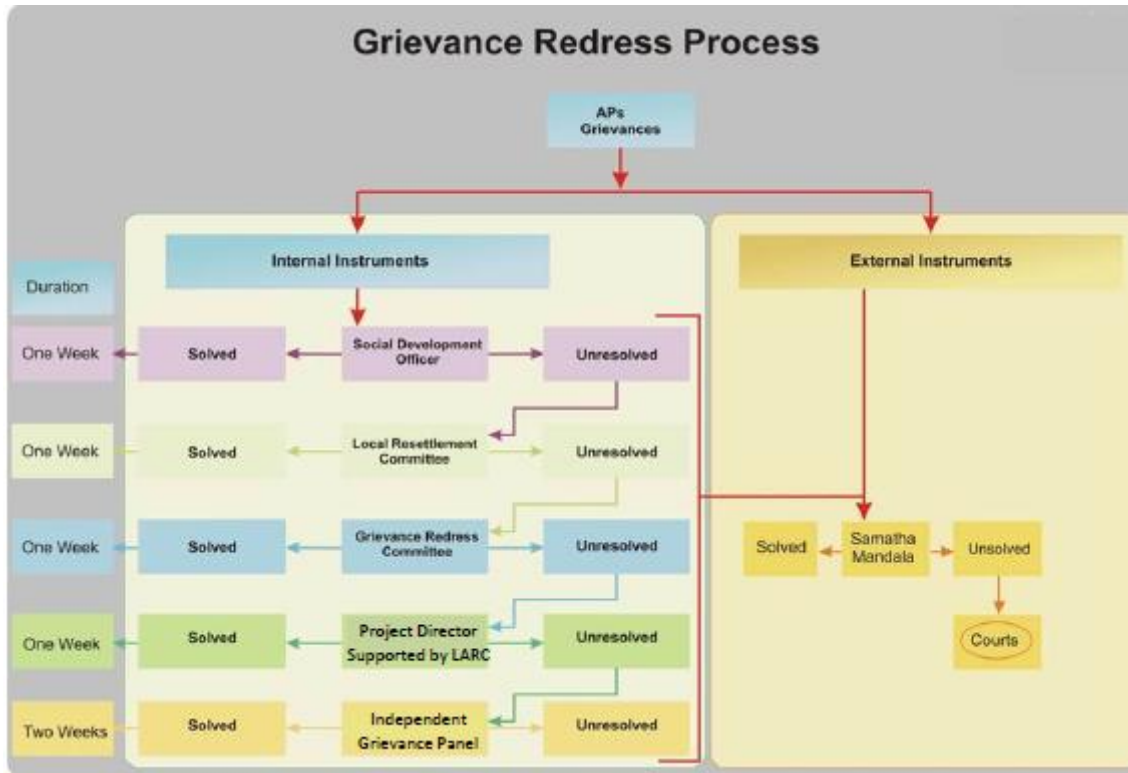 Grievance Redress Process
APs
Grievances
Internal Instruments
External Instruments
Duration
One Week
Solved
Social Development
Officer
Unresolved
One Week
Solved
Local Resettlement
Committee
Unresolved
One Week
Solved
Grievance Redress
Committee
Unresolved
Solved
Samatha
Mandala
Unsolved
One Week
Solved
Project Director
Supported by LARC
Unresolved
Courts
Two Weeks
Solved
Independent
Grievance Panel
Unresolved